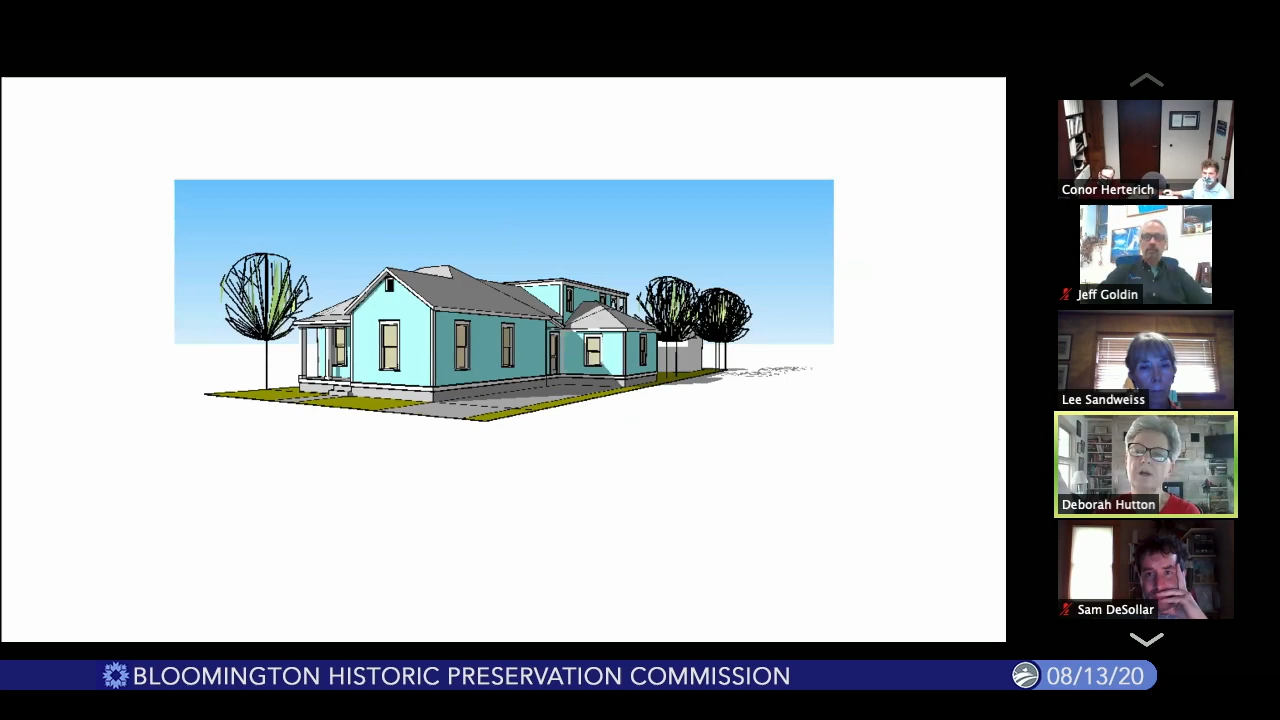 Conor Herterich
Jeff Goldin
Lee Sandweiss
Deborah Hutton
Sam DeSollar
BLOOMINGTON HISTORIC PRESERVATION COMMISSION
08/13/20